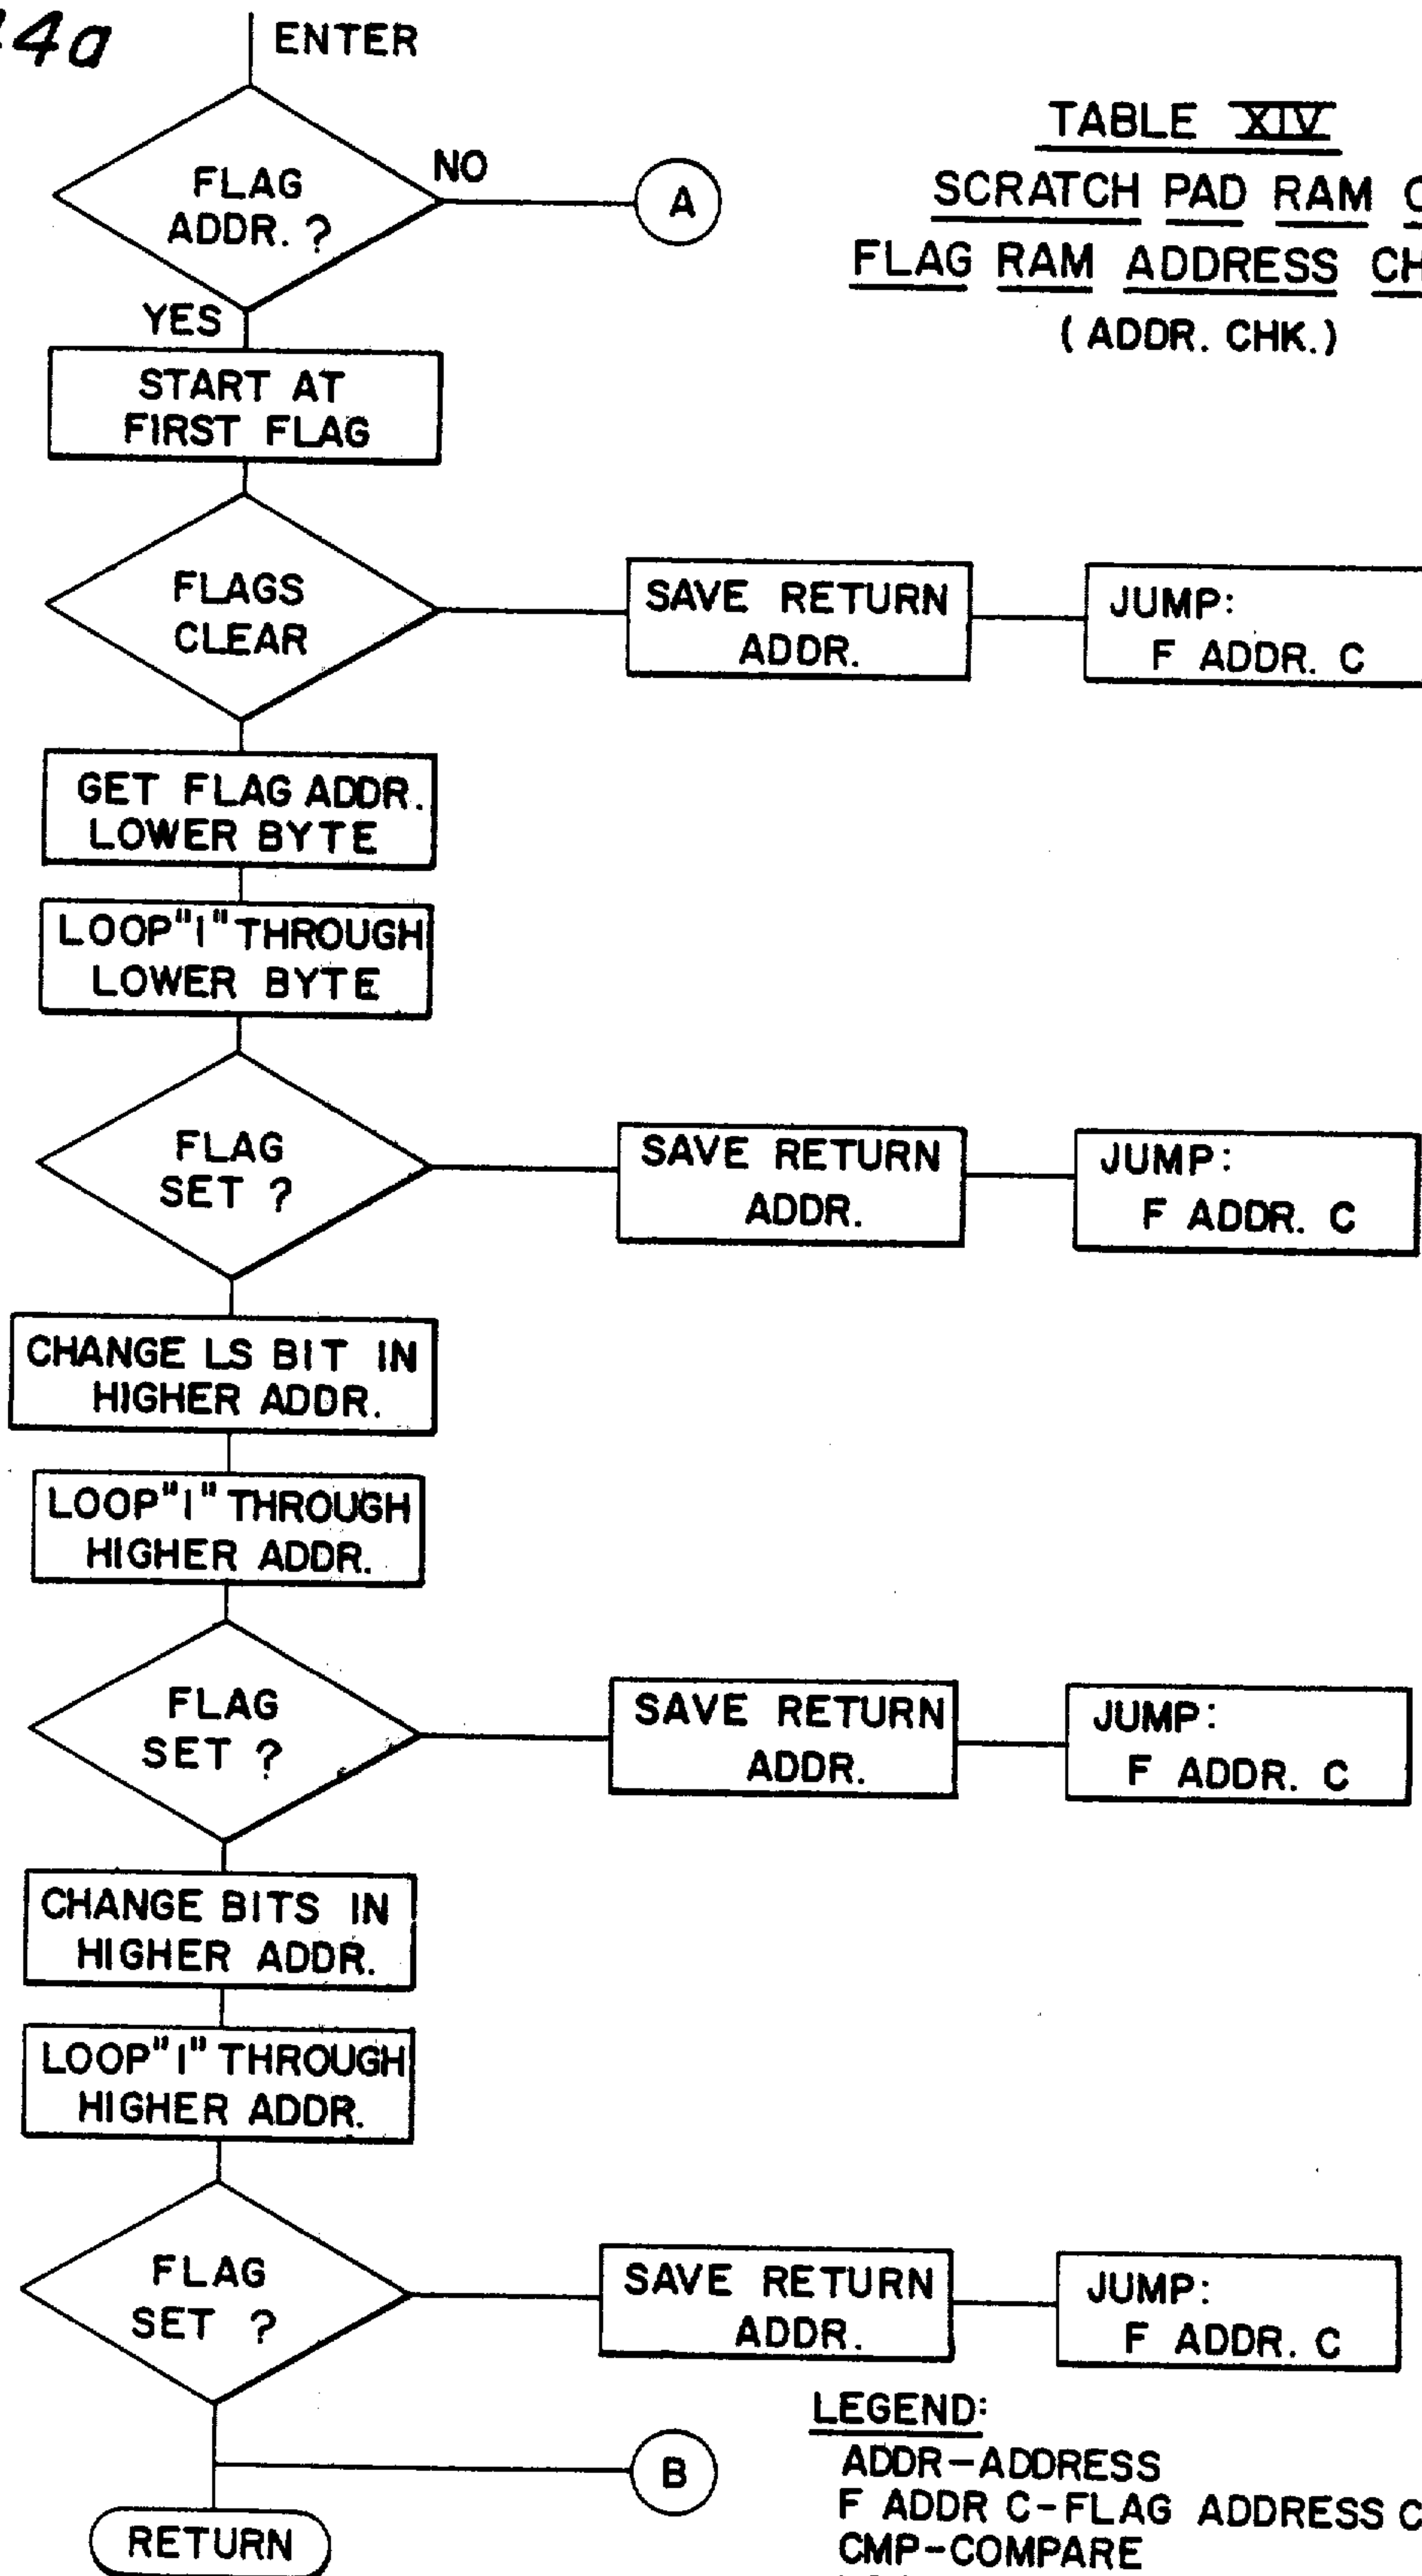 4a
ENTER
TABLE XIV
SCRATCH PAD RAM
FLAG RAM ADDRESS
(ADDR. CHK.)
FLAG
ADDR. ?
NO
A
YES
START AT
FIRST FLAG
FLAGS
CLEAR
SAVE RETURN
ADDR.
JUMP:
F ADDR. C
GET FLAG ADDR.
LOWER BYTE
LOOP "1" THROUGH
LOWER BYTE
FLAG
SET ?
SAVE RETURN
ADDR.
JUMP:
F ADDR. C
CHANGE LS BIT IN
HIGHER ADDR.
LOOP "1" THROUGH
HIGHER ADDR.
FLAG
SET ?
SAVE RETURN
ADDR.
JUMP:
F ADDR. C
CHANGE BITS IN
HIGHER ADDR.
LOOP "1" THROUGH
HIGHER ADDR.
FLAG
SET ?
SAVE RETURN
ADDR.
JUMP:
F ADDR. C
B
RETURN
LEGEND:
ADDR-ADDRESS
F ADDR C-FLAG ADDRESS
CMP-COMPARE